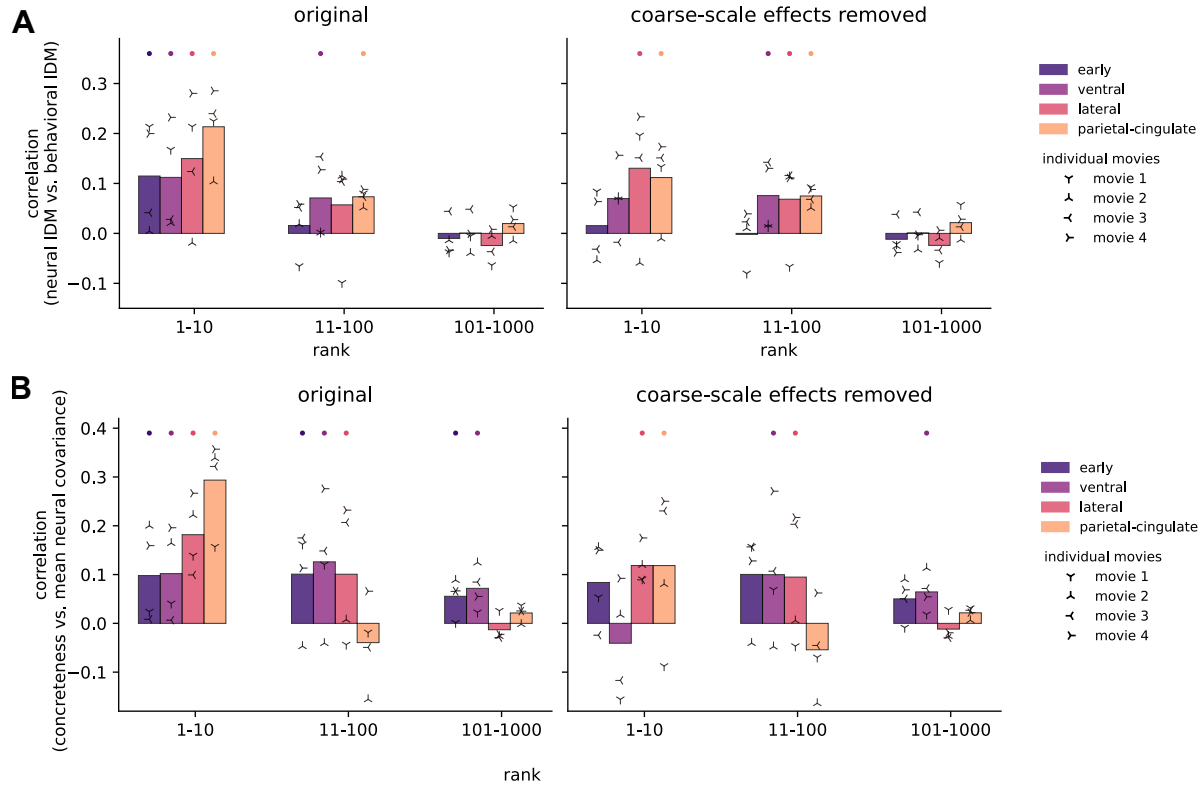 A
original
coarse-scale effects removed
correlation
(neural IDM vs. behavioral IDM)
0.3
0.2
0.1
0.0
−0.1
1-10
11-100
101-1000
rank
1-10
11-100
101-1000
rank
early
ventral
lateral
parietal-cingulate
individual movies
movie 1
movie 2
movie 3
movie 4
B
original
coarse-scale effects removed
correlation
(concreteness vs. mean neural covariance)
0.4
0.3
0.2
0.1
0.0
−0.1
1-10
11-100
101-1000
1-10
11-100
101-1000
rank
early
ventral
lateral
parietal-cingulate
individual movies
movie 1
movie 2
movie 3
movie 4